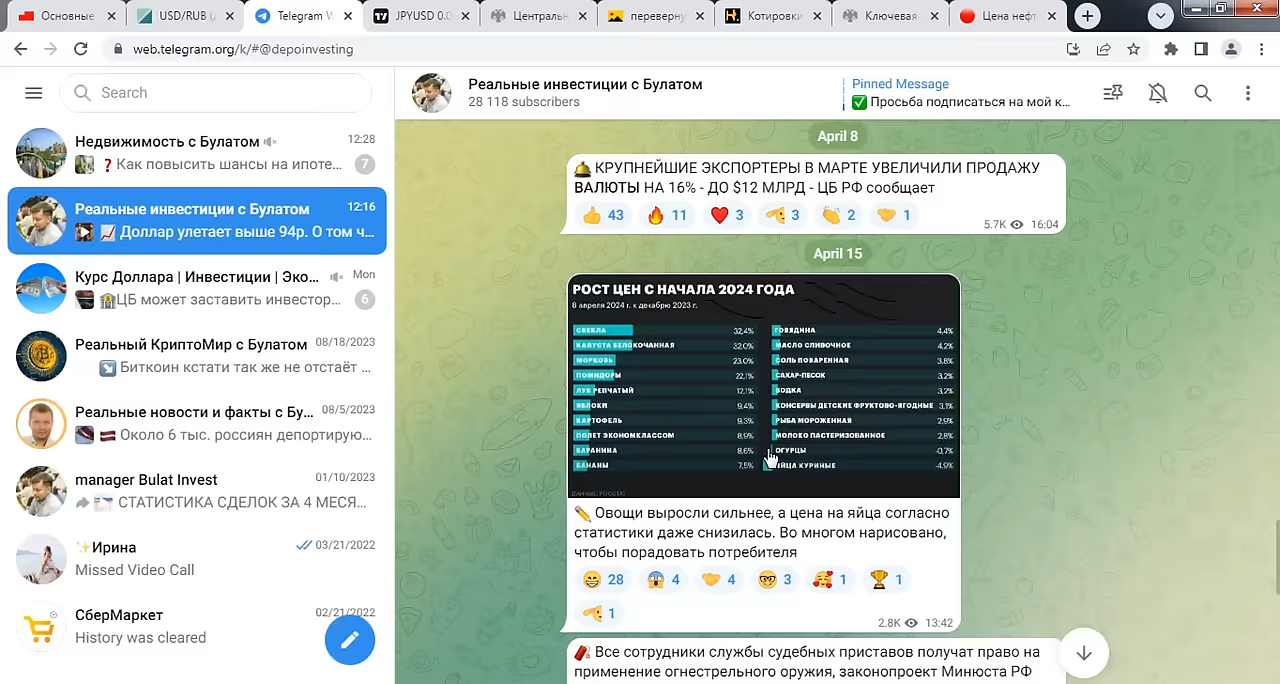 Основные
USD/RUB (
Telegram W
JPYUSD 0.0
Центральн
переверну
Котировки
Ключевая
Цена нефт
web.telegram.org/k/#@depoinvesting
Search
Недвижимость с Булатом
12:28
❓Как повысить шансы на ипоте...
7
Реальные инвестиции с Булатом
12:16
Доллар улетает выше 94р. О том ч...
Курс Доллара | Инвестиции | Эко...
Mon
ЦБ может заставить инвестор...
6
Реальный КриптоМир с Булатом
08/18/2023
Биткоин кстати так же не отстаёт ...
Реальные новости и факты с Бу...
08/5/2023
Около 6 тыс. россиян депортирую...
manager Bulat Invest
01/10/2023
СТАТИСТИКА СДЕЛОК ЗА 4 МЕСЯ...
✨Ирина
03/21/2022
Missed Video Call
СберМаркет
02/21/2022
History was cleared
Реальные инвестиции с Булатом
28 118 subscribers
Pinned Message
✅ Просьба подписаться на мой к...
April 8
КРУПНЕЙШИЕ ЭКСПОРТЕРЫ В МАРТЕ УВЕЛИЧИЛИ ПРОДАЖУ
ВАЛЮТЫ НА 16% - ДО $12 МЛРД - ЦБ РФ сообщает
43 11 3 3 2 1
5.7K 16:04
April 15
РОСТ ЦЕН С НАЧАЛА 2024 ГОДА
8 апреля 2024 г. к декабрю 2023 г.
СВЕКЛА 32,4%
КАПУСТА БЕЛОКОЧАННАЯ 32,0%
МОРКОВЬ 23,0%
ПОМИДОРЫ 22,1%
ЛУК РЕПЧАТЫЙ 12,1%
ЯБЛОКИ 9,4%
КАРТОФЕЛЬ 9,3%
ПОЛЕТ ЭКОНОМКЛАССОМ 8,9%
БАРАНИНА 8,6%
БАНАНЫ 7,5%
ГОВЯДИНА 4,4%
МАСЛО СЛИВОЧНОЕ 4,2%
СОЛЬ ПОВАРЕННАЯ 3,8%
САХАР-ПЕСОК 3,2%
ВОДКА 3,2%
КОНСЕРВЫ ДЕТСКИЕ ФРУКТОВО-ЯГОДНЫЕ 3,1%
РЫБА МОРОЖЕННАЯ 2,9%
МОЛОКО ПАСТЕРИЗОВАННОЕ 2,8%
ОГУРЦЫ -0,7%
ЯЙЦА КУРИНЫЕ -4,9%
ДАННЫЕ: РОССТАТ
Овощи выросли сильнее, а цена на яйца согласно
статистики даже снизилась. Во многом нарисовано,
чтобы порадовать потребителя
28 4 4 3 1 1
1
2.8K 13:42
Все сотрудники службы судебных приставов получат право на
применение огнестрельного оружия, законопроект Минюста РФ